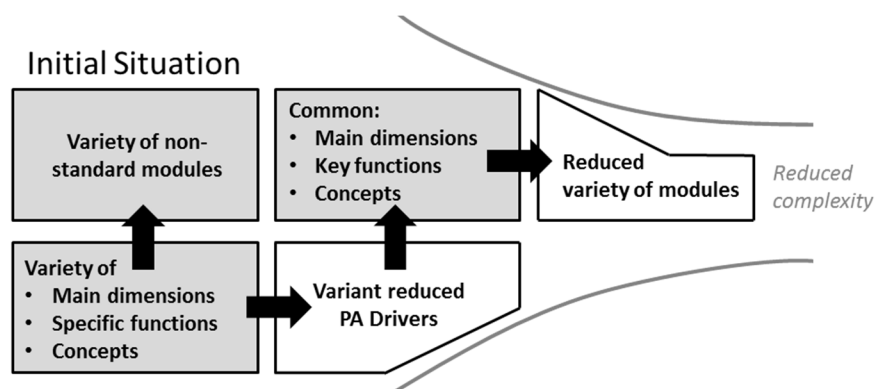 Initial Situation
Variety of non-
standard modules
Common:
• Main dimensions
• Key functions
• Concepts
Reduced
variety of modules
Reduced
complexity
Variety of
• Main dimensions
• Specific functions
• Concepts
Variant reduced
PA Drivers